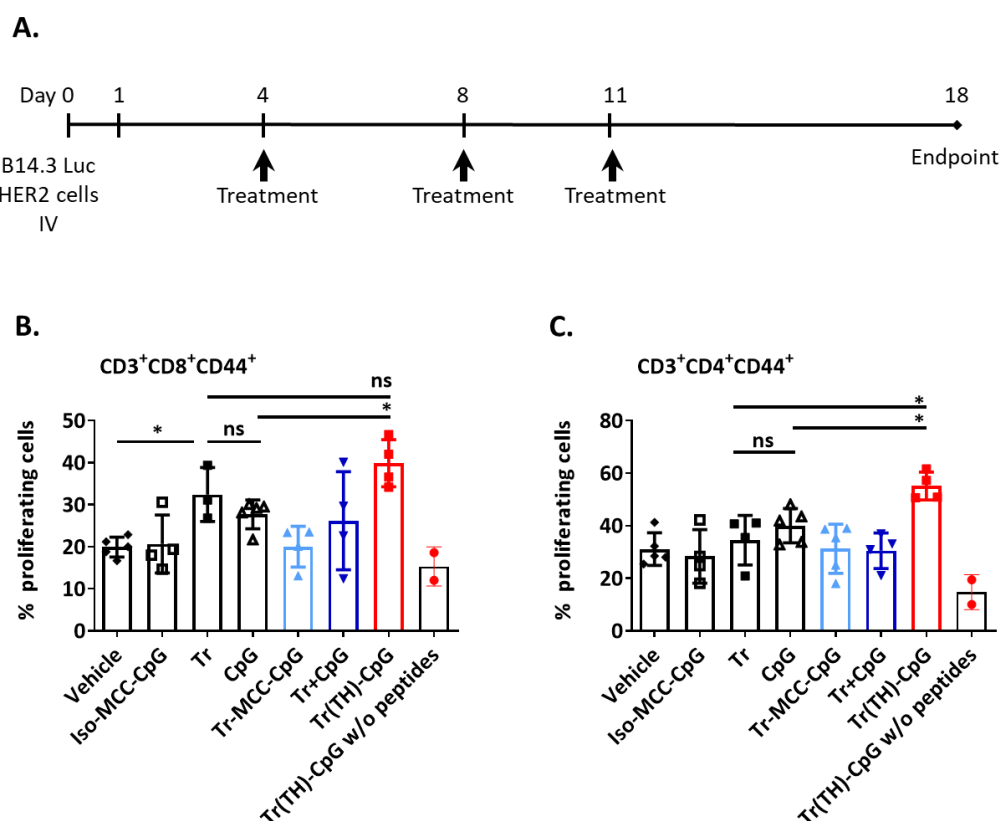 A.
Day 0 1 4 8 11 18
B14.3 Luc
HER2 cells
IV
Treatment Treatment Treatment
Endpoint
B.
CD3⁺CD8⁺CD44⁺
ns
*
* ns
% proliferating cells
50
40
30
20
10
0
Vehicle
Iso-MCC-CpG
Tr
CpG
Tr-MCC-CpG
Tr+CpG
Tr(TH)-CpG
Tr(TH)-CpG w/o peptides
C.
CD3⁺CD4⁺CD44⁺
*
*
ns
% proliferating cells
80
60
40
20
0
Vehicle
Iso-MCC-CpG
Tr
CpG
Tr-MCC-CpG
Tr+CpG
Tr(TH)-CpG
Tr(TH)-CpG w/o peptides